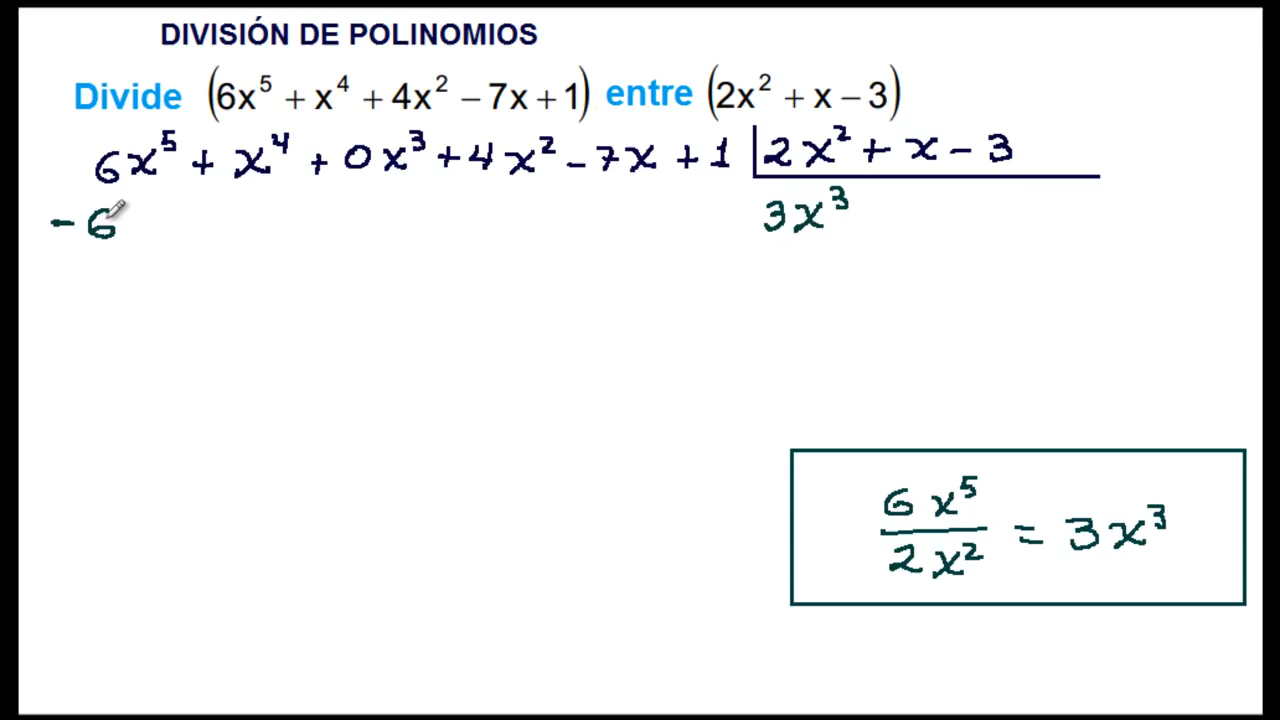 DIVISIÓN DE POLINOMIOS
Divide (6x⁵ + x⁴ + 4x² − 7x + 1) entre (2x² + x − 3)
6x⁵ + x⁴ + 0x³ + 4x² − 7x + 1 | 2x² + x − 3
− 6 3x³
6x⁵
2x² = 3x³